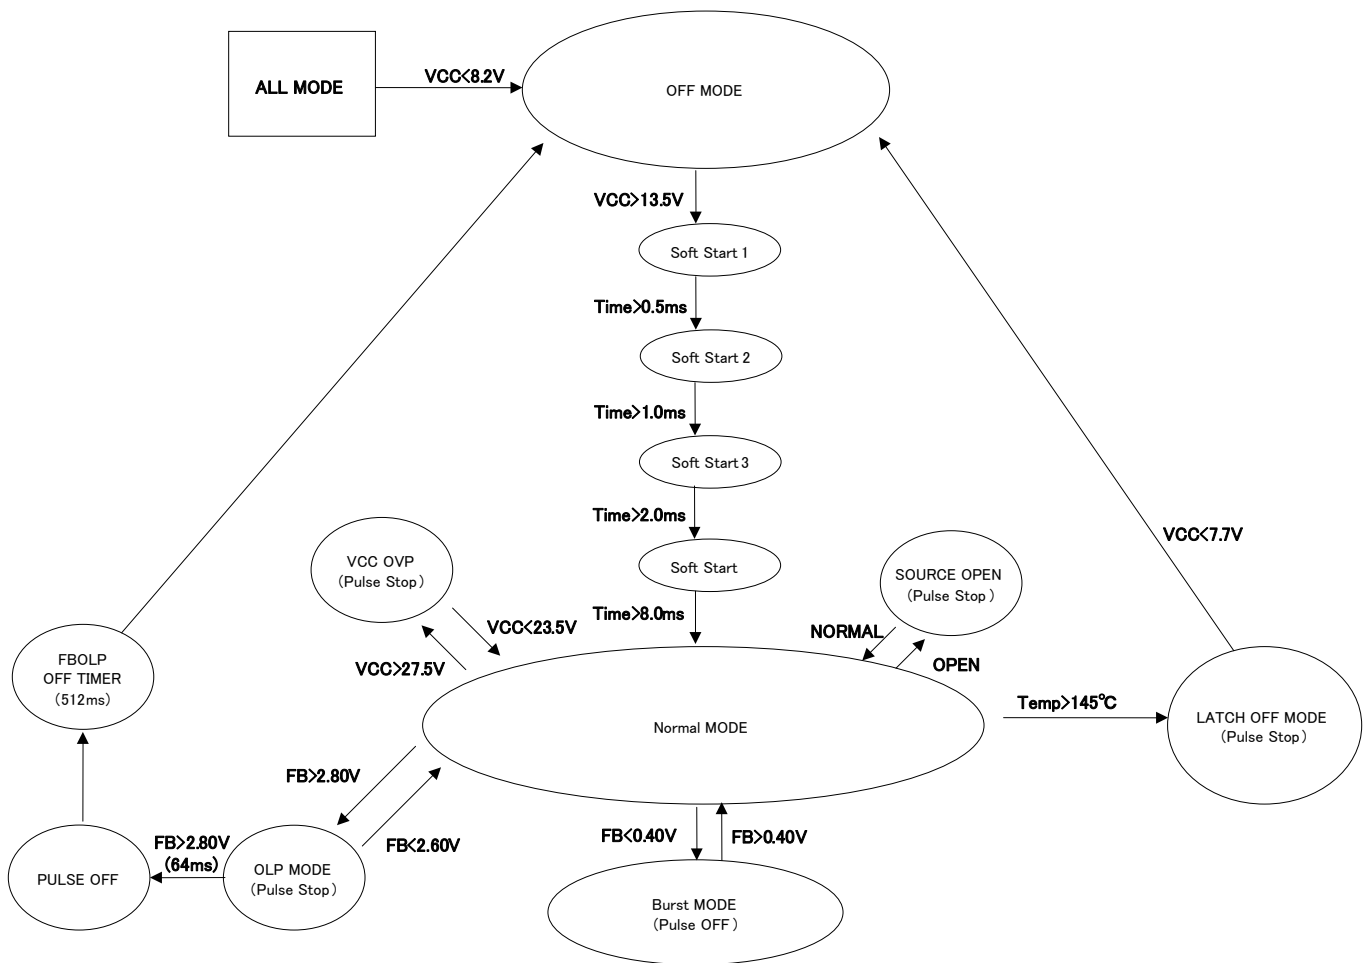 ALL MODE
VCC<8.2V
OFF MODE
VCC>13.5V
Soft Start 1
Time>0.5ms
Soft Start 2
Time>1.0ms
Soft Start 3
Time>2.0ms
VCC<7.7V
VCC OVP
(Pulse Stop)
Soft Start
SOURCE OPEN
(Pulse Stop)
Time>8.0ms
VCC<23.5V
NORMAL
VCC>27.5V
OPEN
FBOLP
OFF TIMER
(512ms)
Normal MODE
Temp>145℃
LATCH OFF MODE
(Pulse Stop)
FB>2.80V
FB<2.60V
FB<0.40V
FB>0.40V
FB>2.80V
(64ms)
PULSE OFF
OLP MODE
(Pulse Stop)
Burst MODE
(Pulse OFF)